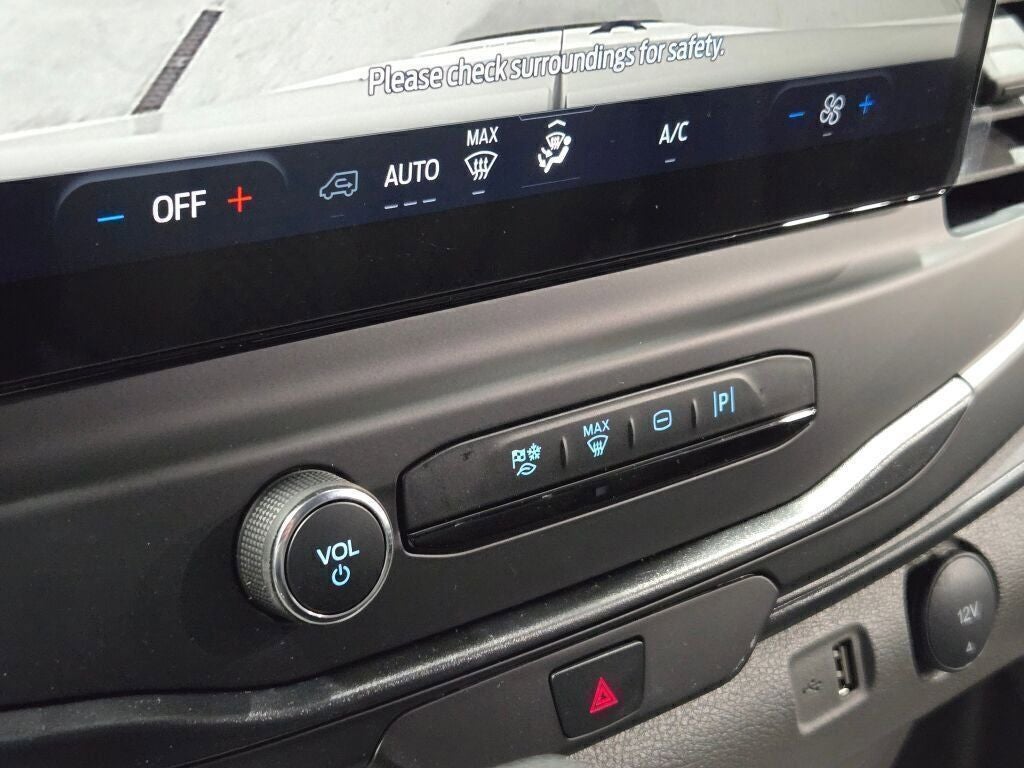 Please check surroundings for safety.
OFF
AUTO
MAX
A/C
MAX
|P|
VOL
12V